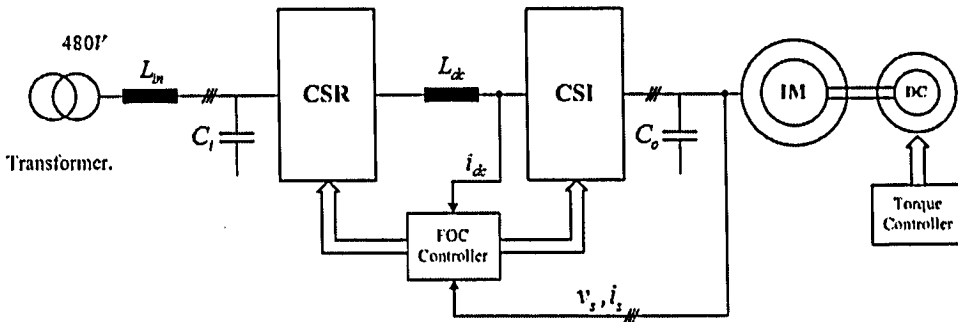 480V
L_in
L_dc
CSR
CSI
IM
DC
C_i
C_o
Transformer.
i_dc
FOC
Controller
Torque
Controller
v_s, i_s